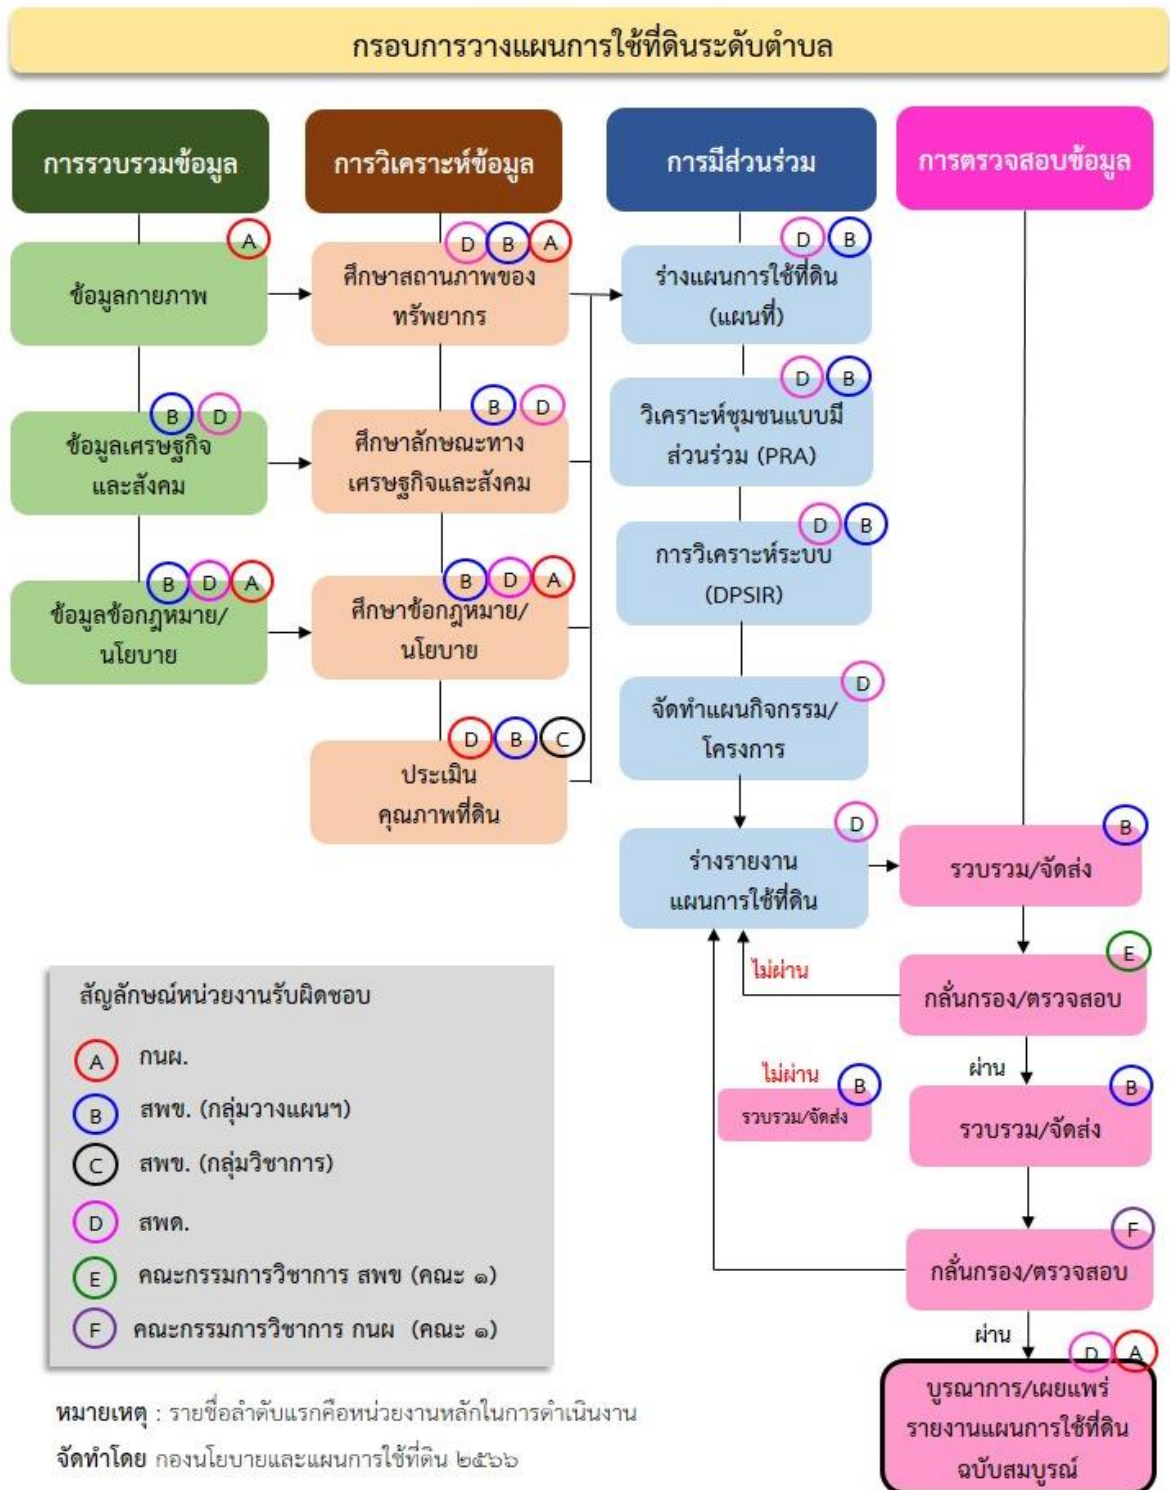 กรอบการวางแผนการใช้ที่ดินระดับตำบล
การรวบรวมข้อมูล
A
ข้อมูลกายภาพ
B D
ข้อมูลเศรษฐกิจ
และสังคม
B D A
ข้อมูลข้อกฎหมาย/
นโยบาย
การวิเคราะห์ข้อมูล
D B A
ศึกษาสถานภาพของ
ทรัพยากร
B D
ศึกษาลักษณะทาง
เศรษฐกิจและสังคม
B D A
ศึกษาข้อกฎหมาย/
นโยบาย
D B C
ประเมิน
คุณภาพที่ดิน
การมีส่วนร่วม
D B
ร่างแผนการใช้ที่ดิน
(แผนที่)
D B
วิเคราะห์ชุมชนแบบมี
ส่วนร่วม (PRA)
D B
การวิเคราะห์ระบบ
(DPSIR)
D
จัดทำแผนกิจกรรม/
โครงการ
D
ร่างรายงาน
แผนการใช้ที่ดิน
การตรวจสอบข้อมูล
B
รวบรวม/จัดส่ง
E
กลั่นกรอง/ตรวจสอบ
ไม่ผ่าน
ผ่าน
B
รวบรวม/จัดส่ง
ไม่ผ่าน
B
รวบรวม/จัดส่ง
F
กลั่นกรอง/ตรวจสอบ
ผ่าน
D A
บูรณาการ/เผยแพร่
รายงานแผนการใช้ที่ดิน
ฉบับสมบูรณ์
สัญลักษณ์หน่วยงานรับผิดชอบ
A กนผ.
B สพข. (กลุ่มวางแผนฯ)
C สพข. (กลุ่มวิชาการ)
D สพด.
E คณะกรรมการวิชาการ สพข (คณะ ๑)
F คณะกรรมการวิชาการ กนผ (คณะ ๑)
หมายเหตุ : รายชื่อลำดับแรกคือหน่วยงานหลักในการดำเนินงาน
จัดทำโดย กองนโยบายและแผนการใช้ที่ดิน ๒๕๖๖